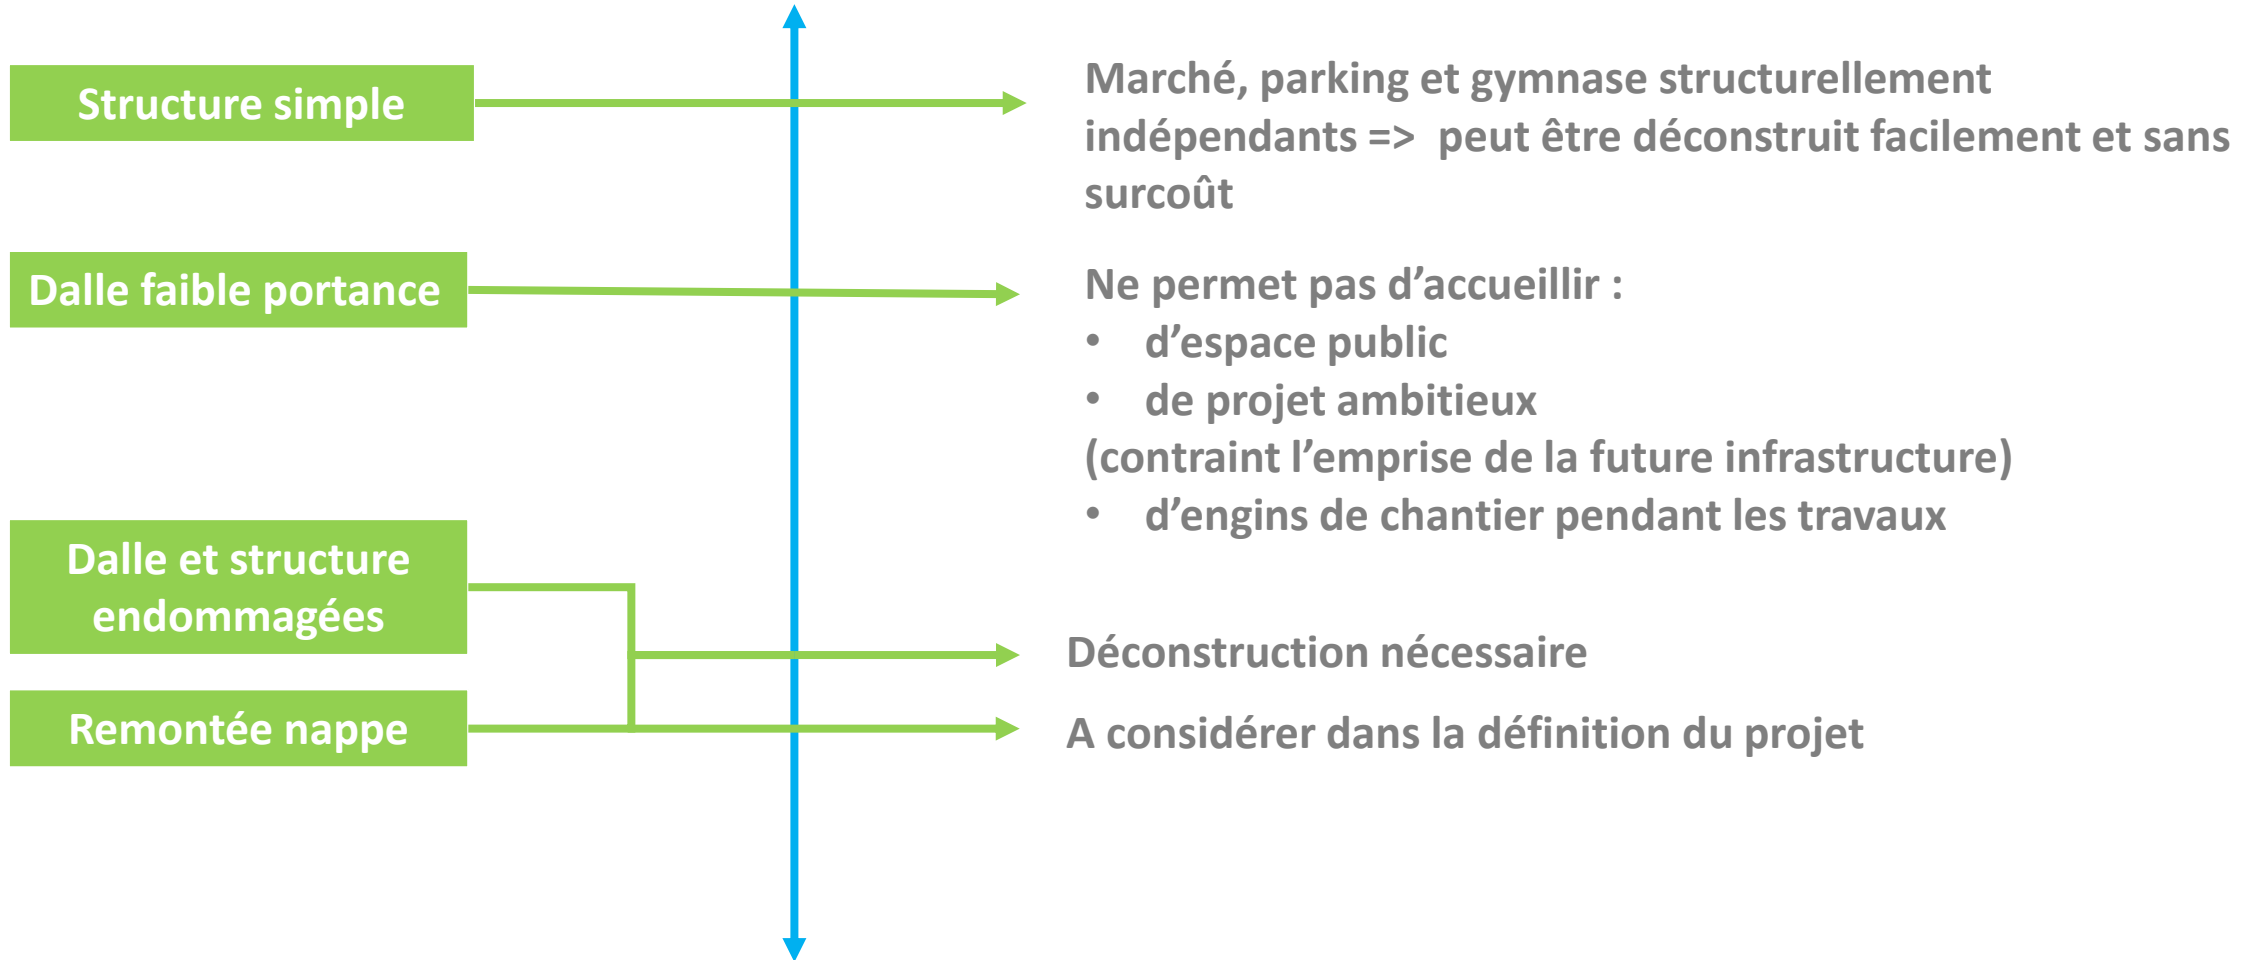 Structure simple
Marché, parking et gymnase structurellement
indépendants => peut être déconstruit facilement et sans
surcoût
Dalle faible portance
Ne permet pas d’accueillir :
• d’espace public
• de projet ambitieux
(contraint l’emprise de la future infrastructure)
• d’engins de chantier pendant les travaux
Dalle et structure
endommagées
Déconstruction nécessaire
Remontée nappe
A considérer dans la définition du projet